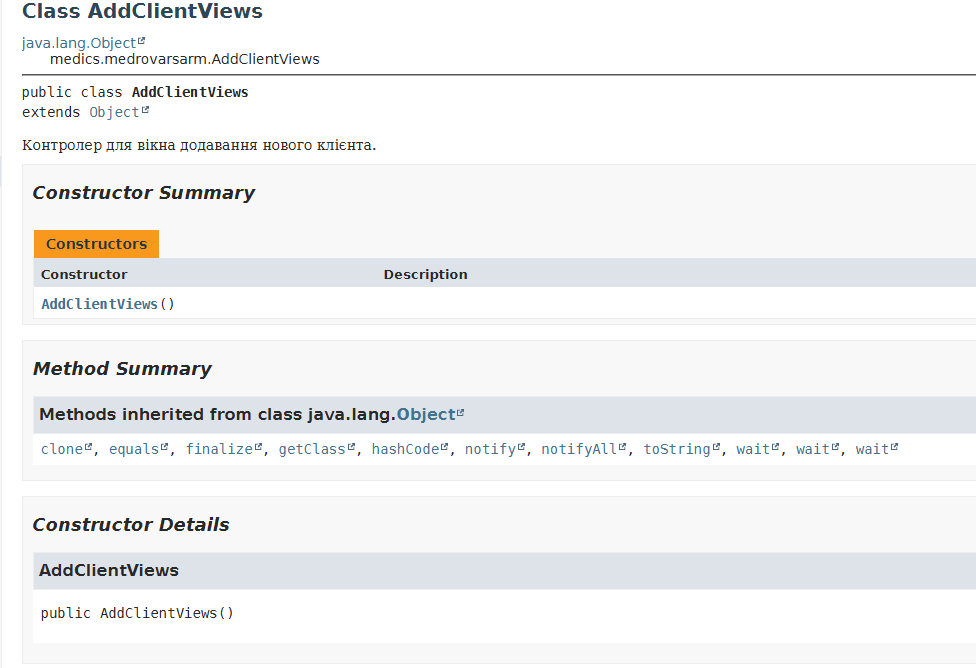 Class AddClientViews
java.lang.Object
medics.medrovarsarm.AddClientViews
public class AddClientViews
extends Object
Контролер для вікна додавання нового клієнта.
Constructor Summary
Constructors
Constructor Description
AddClientViews()
Method Summary
Methods inherited from class java.lang.Object
clone, equals, finalize, getClass, hashCode, notify, notifyAll, toString, wait, wait, wait
Constructor Details
AddClientViews
public AddClientViews()